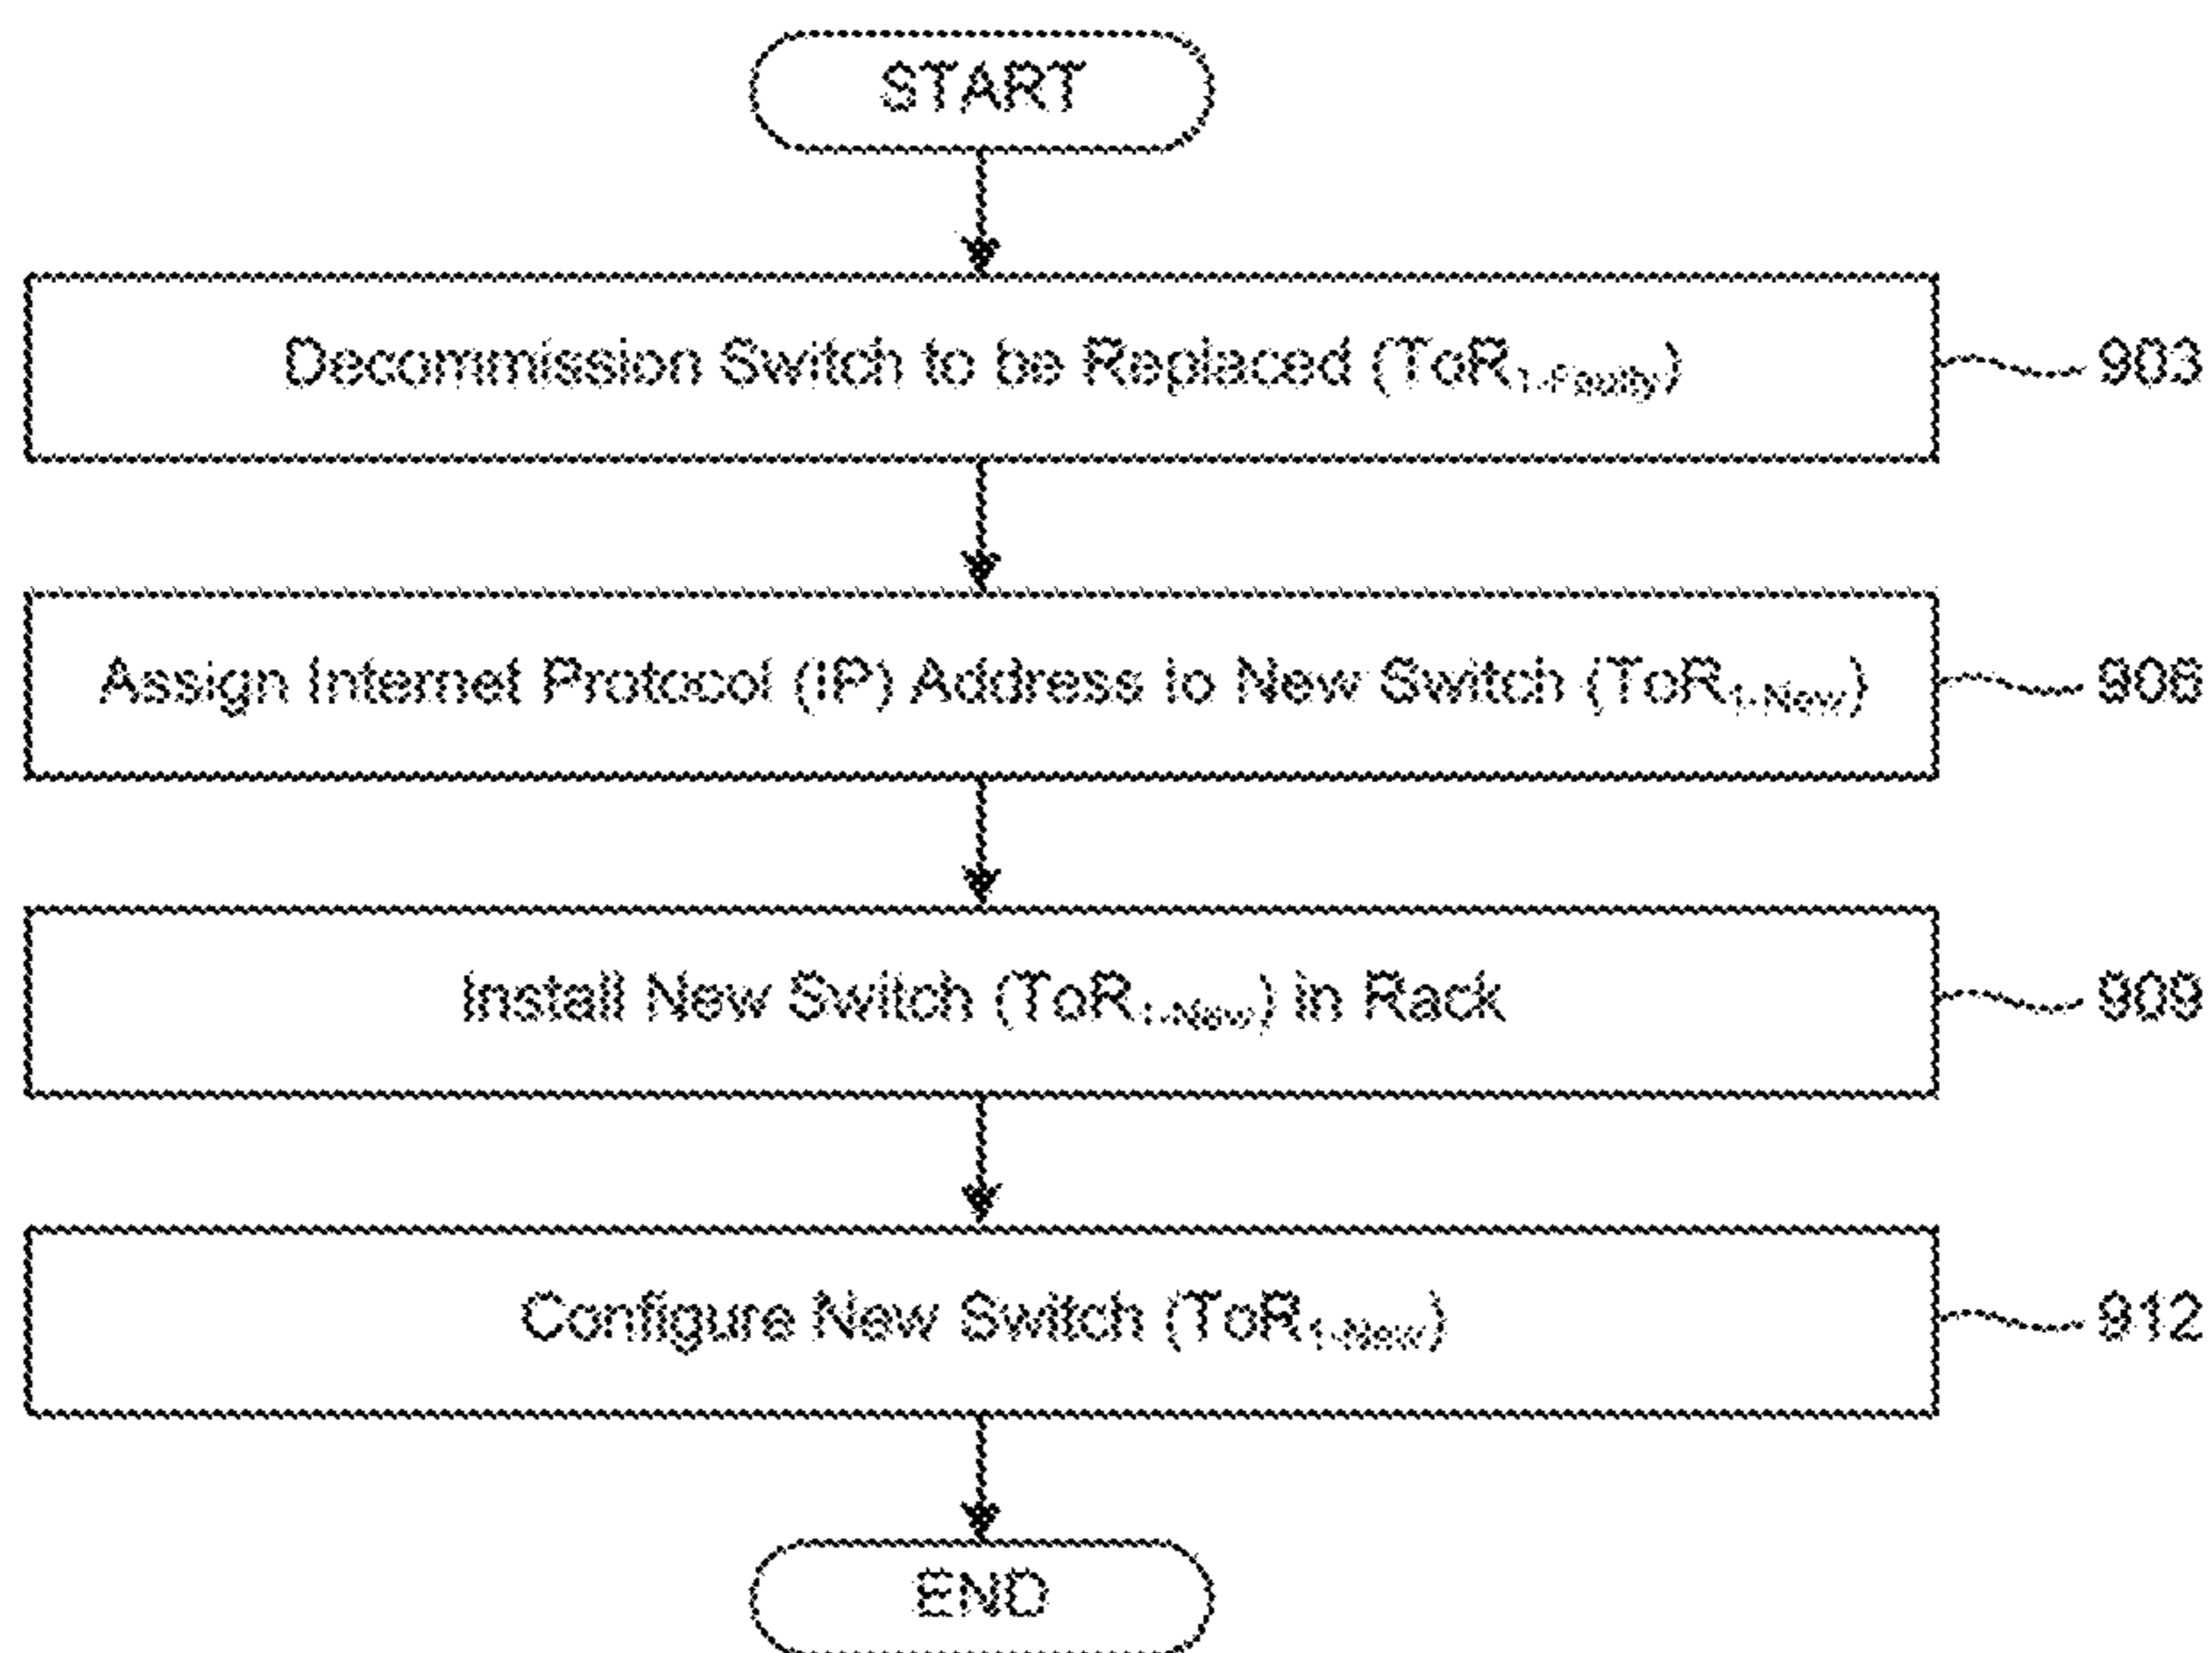 START
Decommission Switch to be Replaced (ToR1-Faulty)
903
Assign Internet Protocol (IP) Address to New Switch (ToR1-New)
906
Install New Switch (ToR1-New) in Rack
909
Configure New Switch (ToR1-New)
912
END